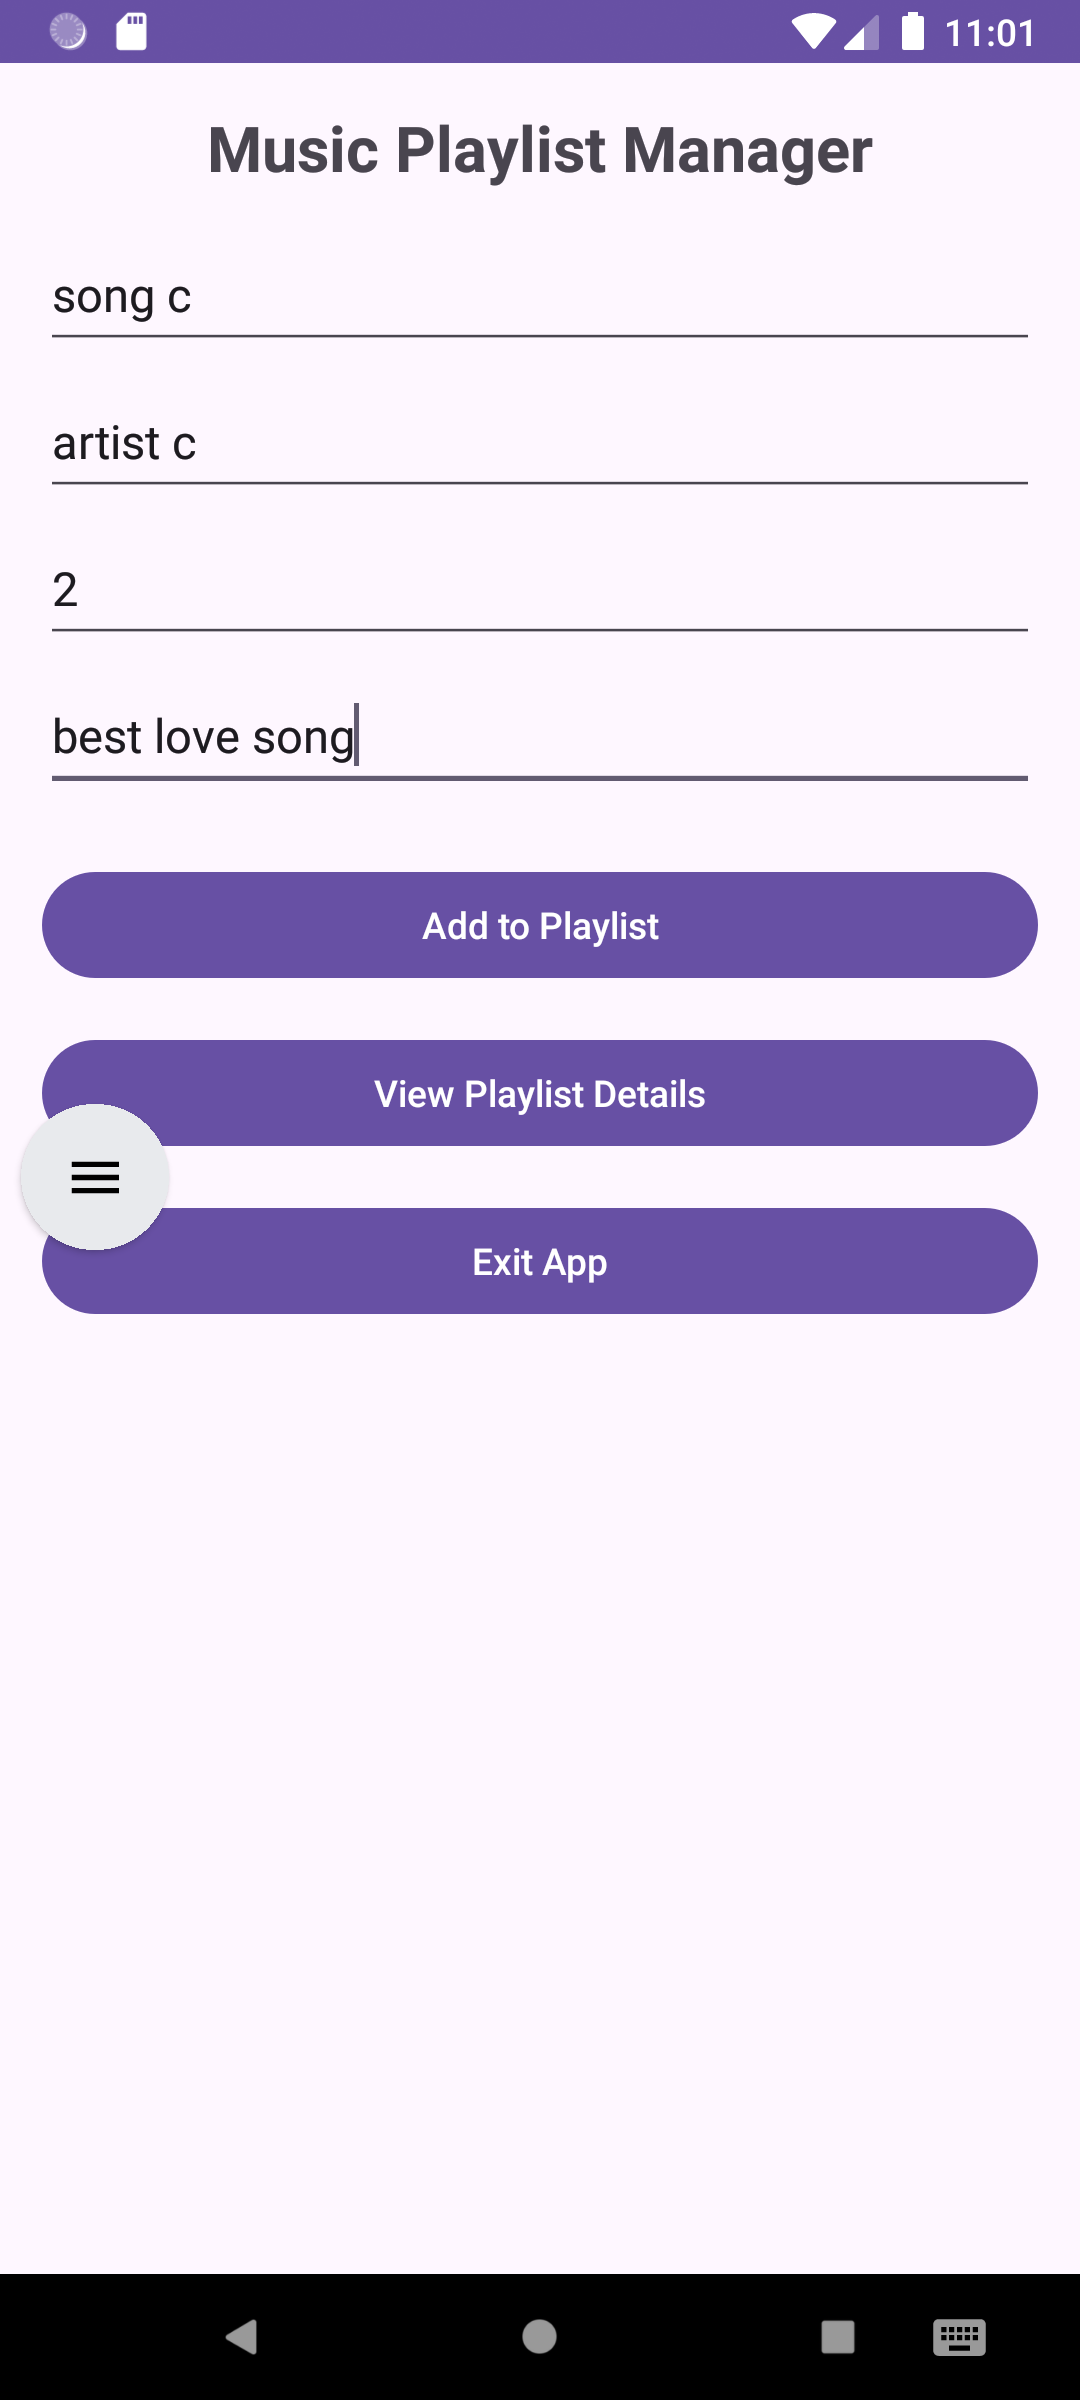 11:01
Music Playlist Manager
song c
artist c
2
best love song
Add to Playlist
View Playlist Details
Exit App